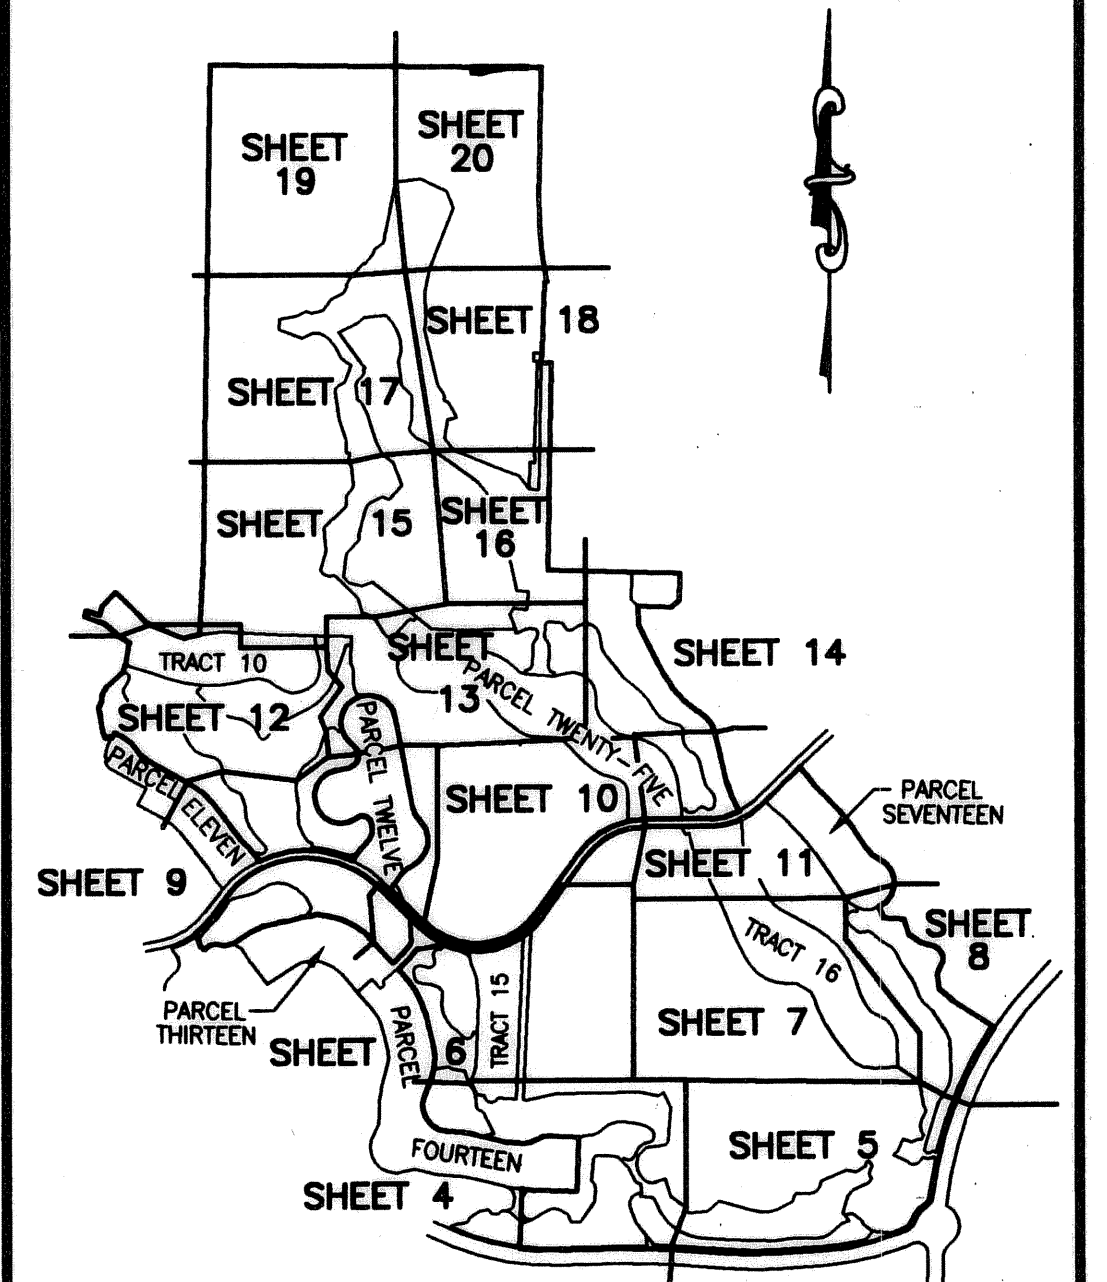 SHEET
20
SHEET
19
SHEET 18
SHEET 17
SHEET 15
SHEET
16
SHEET
13
SHEET 14
TRACT 10
PARCEL TWENTY-FIVE
SHEET 12
PARCEL TWELVE
PARCEL ELEVEN
SHEET 10
PARCEL
SEVENTEEN
SHEET 11
SHEET 9
SHEET
8
TRACT 16
TRACT 15
PARCEL
THIRTEEN
SHEET 7
SHEET 6
PARCEL
FOURTEEN
SHEET 5
SHEET 4